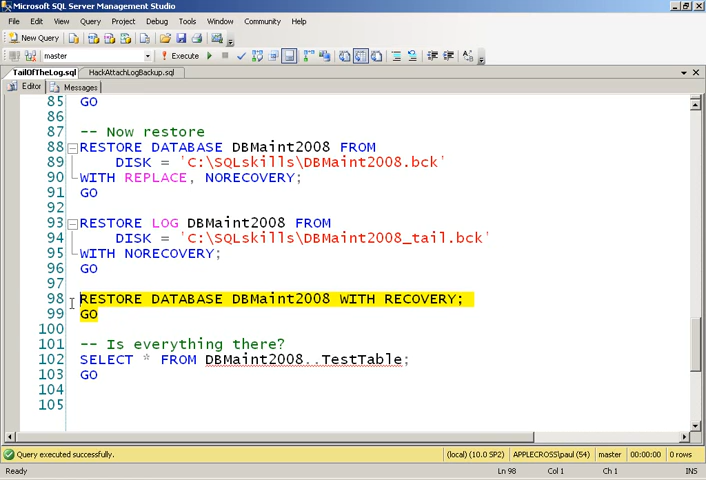 Microsoft SQL Server Management Studio
File Edit View Query Project Debug Tools Window Community Help
New Query
master Execute
TailOfTheLog.sql HackAttachLogBackup.sql
Editor Messages
85 GO
86
87 -- Now restore
88 RESTORE DATABASE DBMaint2008 FROM
89 DISK = 'C:\SQLskills\DBMaint2008.bck'
90 WITH REPLACE, NORECOVERY;
91 GO
92
93 RESTORE LOG DBMaint2008 FROM
94 DISK = 'C:\SQLskills\DBMaint2008_tail.bck'
95 WITH NORECOVERY;
96 GO
97
98 RESTORE DATABASE DBMaint2008 WITH RECOVERY;
99 GO
100
101 -- Is everything there?
102 SELECT * FROM DBMaint2008..TestTable;
103 GO
104
105
Query executed successfully. (local) (10.0 SP2) APPLECROSS\paul (54) master 00:00:00 0 rows
Ready Ln 98 Col 1 Ch 1 INS